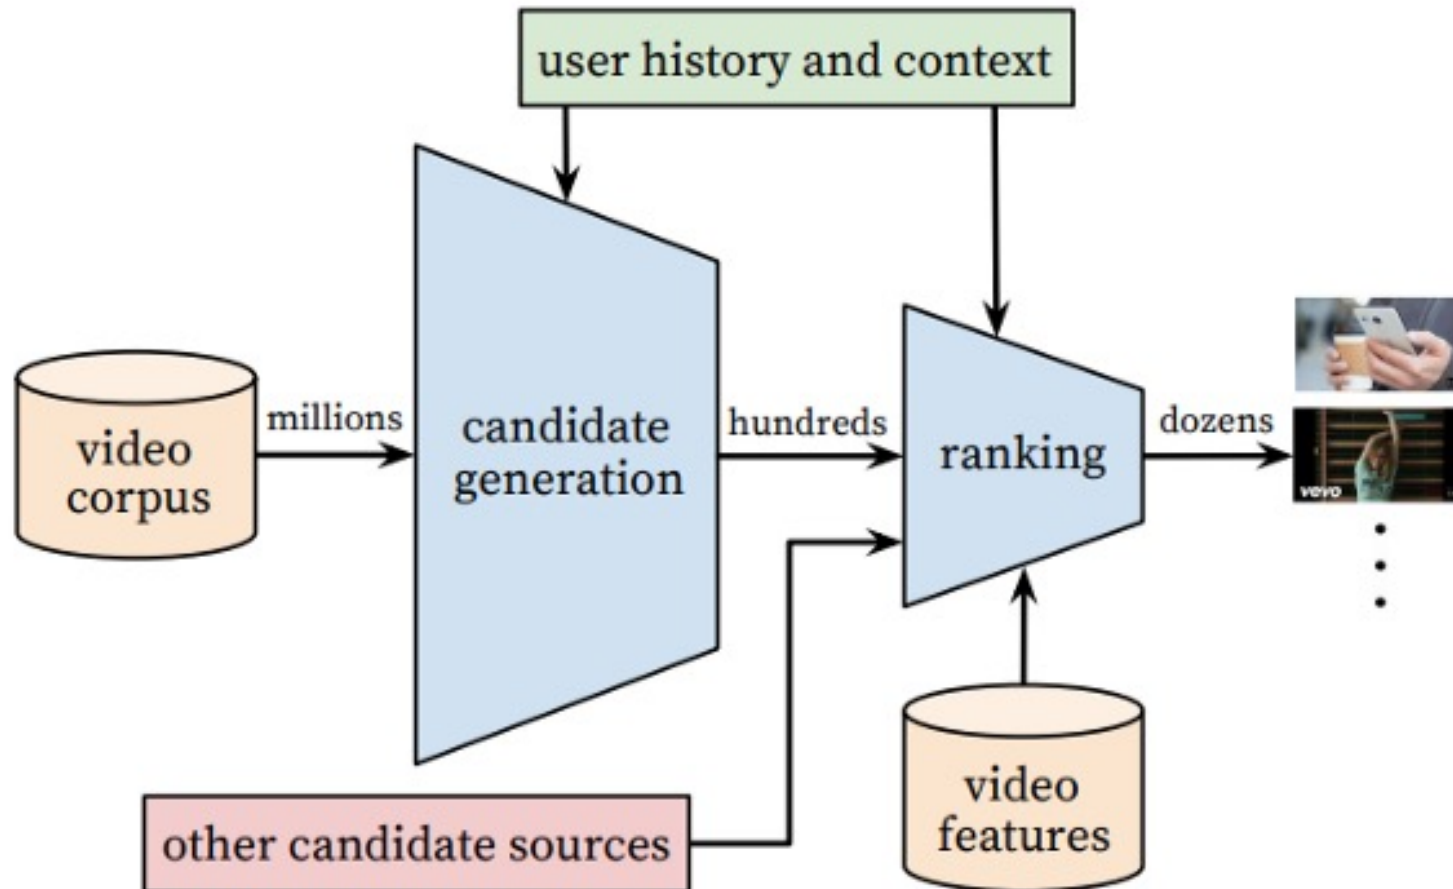 user history and context
millions
video
corpus
candidate
generation
hundreds
ranking
dozens
vevo
other candidate sources
video
features